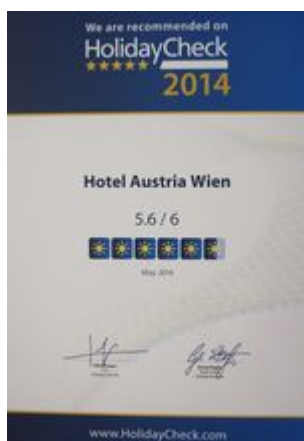 We are recommended on
HolidayCheck
2014
Hotel Austria Wien
5.6 / 6
May, 2014
www.HolidayCheck.com